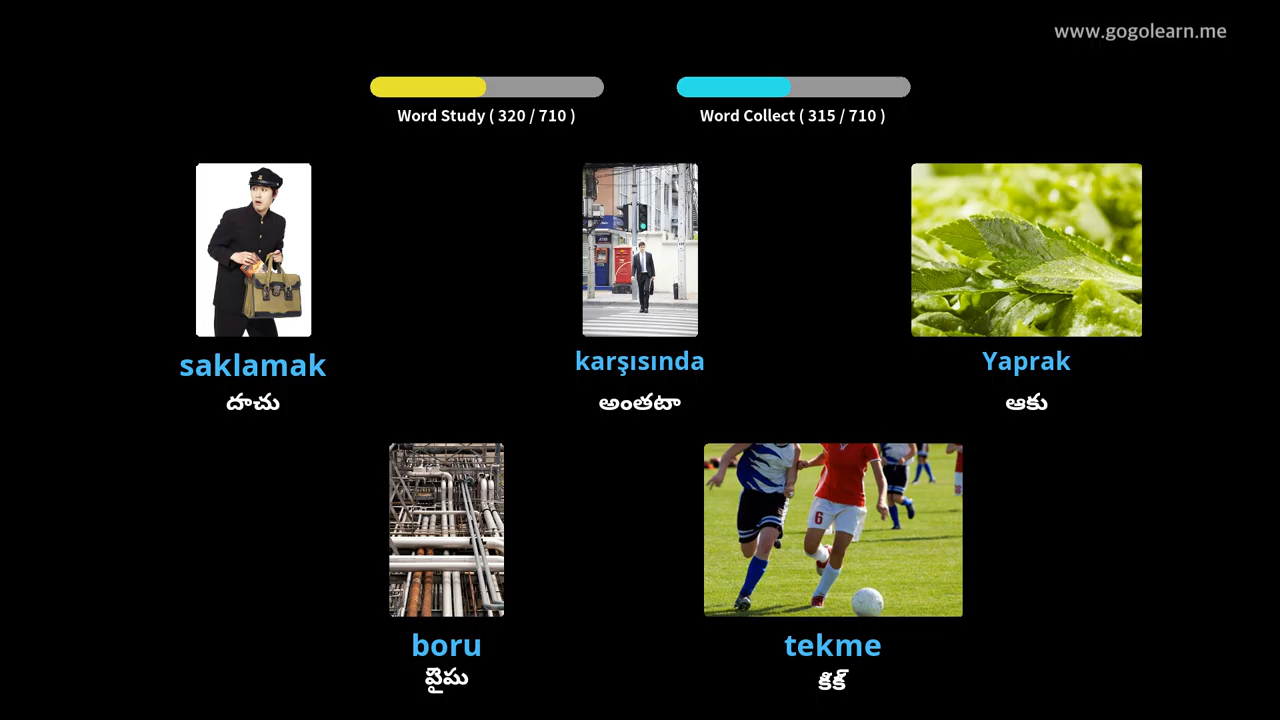 www.gogolearn.me
Word Study ( 320 / 710 )
Word Collect ( 315 / 710 )
saklamak
karşısında
Yaprak
దాచు
అంతటా
ఆకు
boru
tekme
పైపు
కిక్